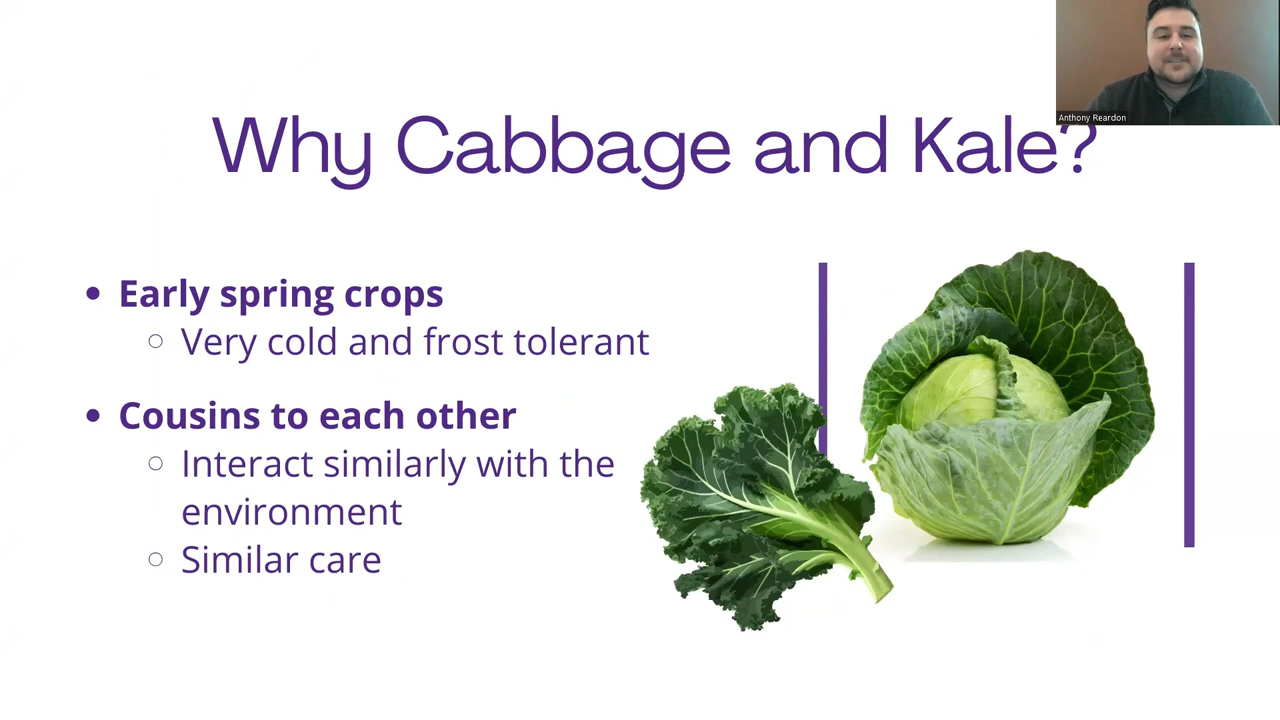 Why Cabbage and Kale?
Anthony Reardon
• Early spring crops
○ Very cold and frost tolerant
• Cousins to each other
○ Interact similarly with the
environment
○ Similar care